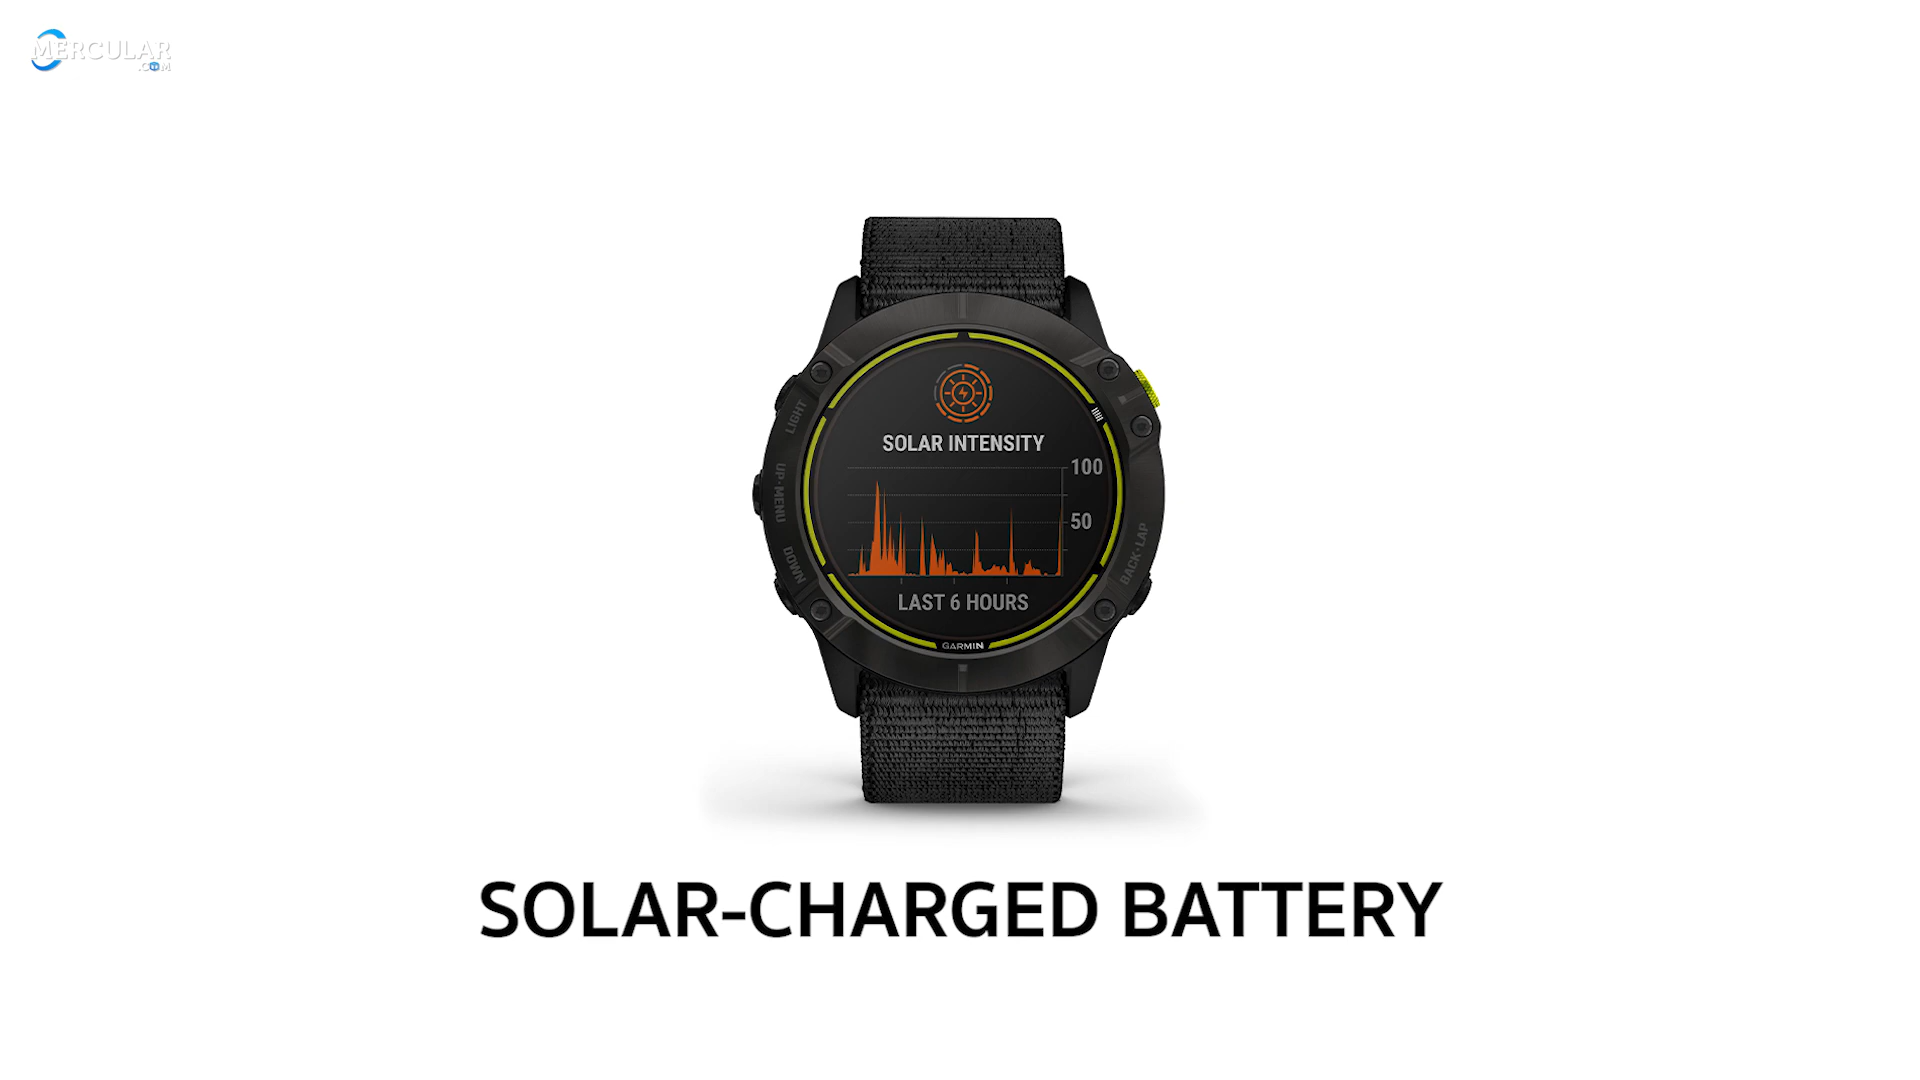 MERCULAR
.COM
SOLAR INTENSITY
100
50
LAST 6 HOURS
GARMIN
LIGHT
UP·MENU
DOWN
BACK·LAP
SOLAR-CHARGED BATTERY